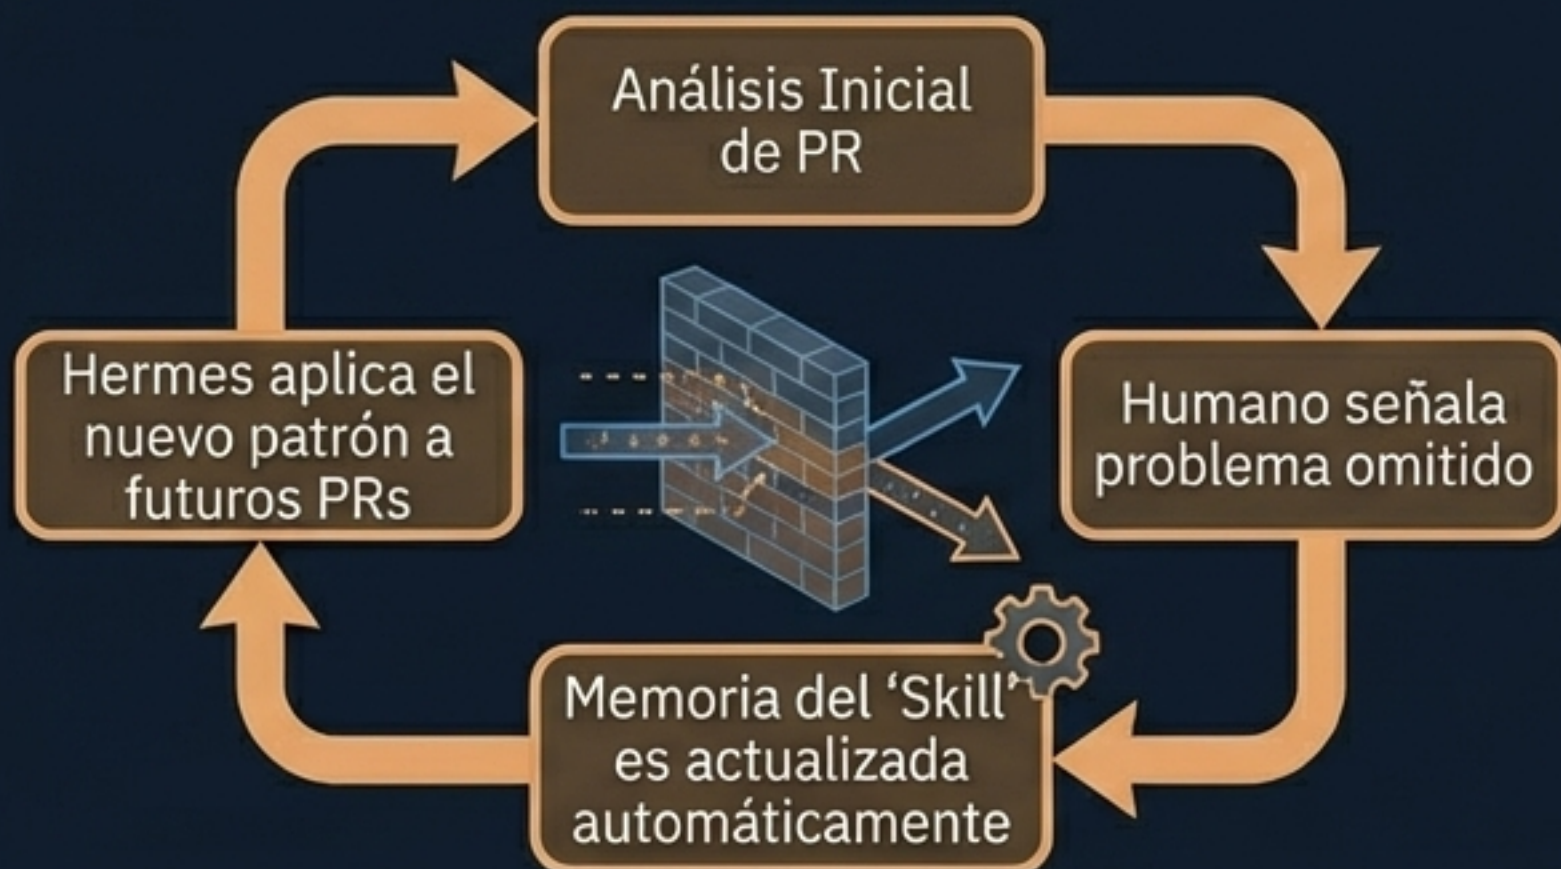 Análisis Inicial
de PR
Hermes aplica el
nuevo patrón a
futuros PRs
Humano señala
problema omitido
Memoria del ‘Skill’
es actualizada
automáticamente